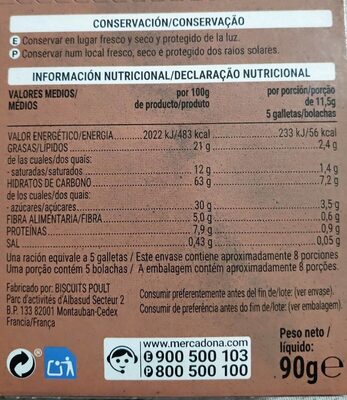 CONSERVACIÓN/CONSERVAÇÃO
E Conservar en lugar fresco y seco y protegido de la luz.
P Conservar num local fresco, seco e protegido dos raios solares.
INFORMACIÓN NUTRICIONAL/DECLARAÇÃO NUTRICIONAL
VALORES MEDIOS/ MÉDIOS por 100g de producto/produto por porción/porção de 11,5g 5 galletas/bolachas
VALOR ENERGÉTICO/ENERGIA 2022 kJ/483 kcal 233 kJ/56 kcal
GRASAS/LÍPIDOS 21 g 2,4 g
de las cuales/dos quais:
- saturadas/saturados 12 g 1,4 g
HIDRATOS DE CARBONO 63 g 7,2 g
de los cuales/dos quais:
- azúcares/açúcares 30 g 3,5 g
FIBRA ALIMENTARIA/FIBRA 5,0 g 0,6 g
PROTEÍNAS 7,9 g 0,9 g
SAL 0,43 g 0,05 g
Una ración equivale a 5 galletas / Este envase contiene aproximadamente 8 porciones
Uma porção contém 5 bolachas / A embalagem contém aproximadamente 8 porções.
Fabricado por: BISCUITS POULT
Parc d'activités d'Albasud Secteur 2
B.P. 133 82001 Montauban-Cedex
Francia/França
Consumir preferentemente antes del fin de/lote: (ver envase).
Consumir de preferência antes do fim de/lote: (ver embalagem).
www.mercadona.com
E 900 500 103
P 800 500 100
Peso neto /
líquido:
90g e